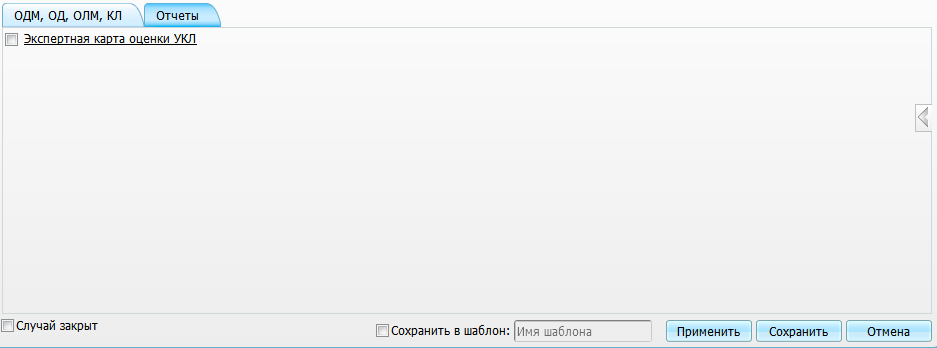 ОДМ, ОД, ОЛМ, КЛ
Отчеты
Экспертная карта оценки УКЛ
Случай закрыт
Сохранить в шаблон:
Имя шаблона
Применить
Сохранить
Отмена